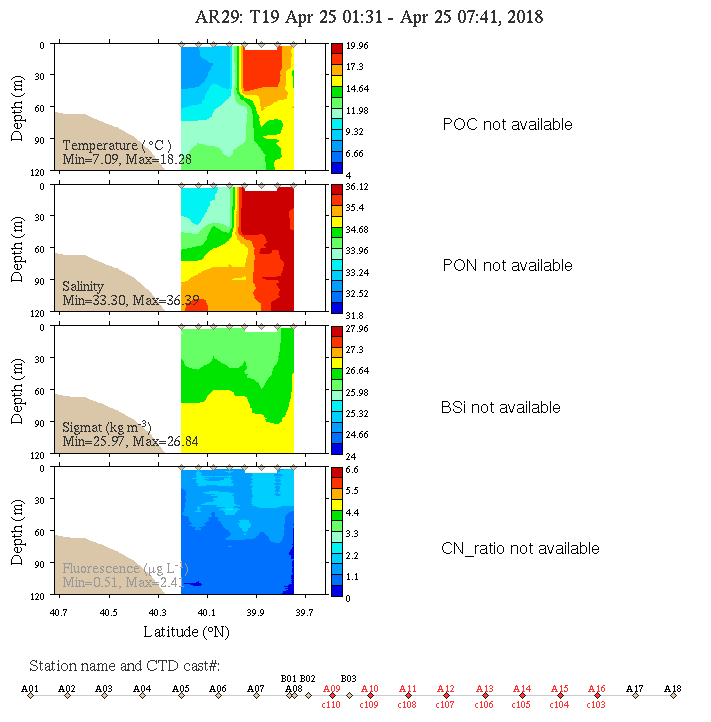 AR29: T19 Apr 25 01:31 - Apr 25 07:41, 2018
0
30
60
90
120
Depth (m)
Temperature (°C)
Min=7.09, Max=18.28
19.96
17.3
14.64
11.98
9.32
6.66
4
POC not available
0
30
60
90
120
Depth (m)
Salinity
Min=33.30, Max=36.39
36.12
35.4
34.68
33.96
33.24
32.52
31.8
PON not available
0
30
60
90
120
Depth (m)
Sigmat (kg m-3)
Min=25.97, Max=26.84
27.96
27.3
26.64
25.98
25.32
24.66
24
BSi not available
0
30
60
90
120
Depth (m)
Fluorescence (µg L-1)
Min=0.51, Max=2.41
6.6
5.5
4.4
3.3
2.2
1.1
0
CN_ratio not available
40.7 40.5 40.3 40.1 39.9 39.7
Latitude (°N)
Station name and CTD cast#:
B01 B02 B03
A01 A02 A03 A04 A05 A06 A07 A08 A09 A10 A11 A12 A13 A14 A15 A16 A17 A18
c110 c109 c108 c107 c106 c105 c104 c103